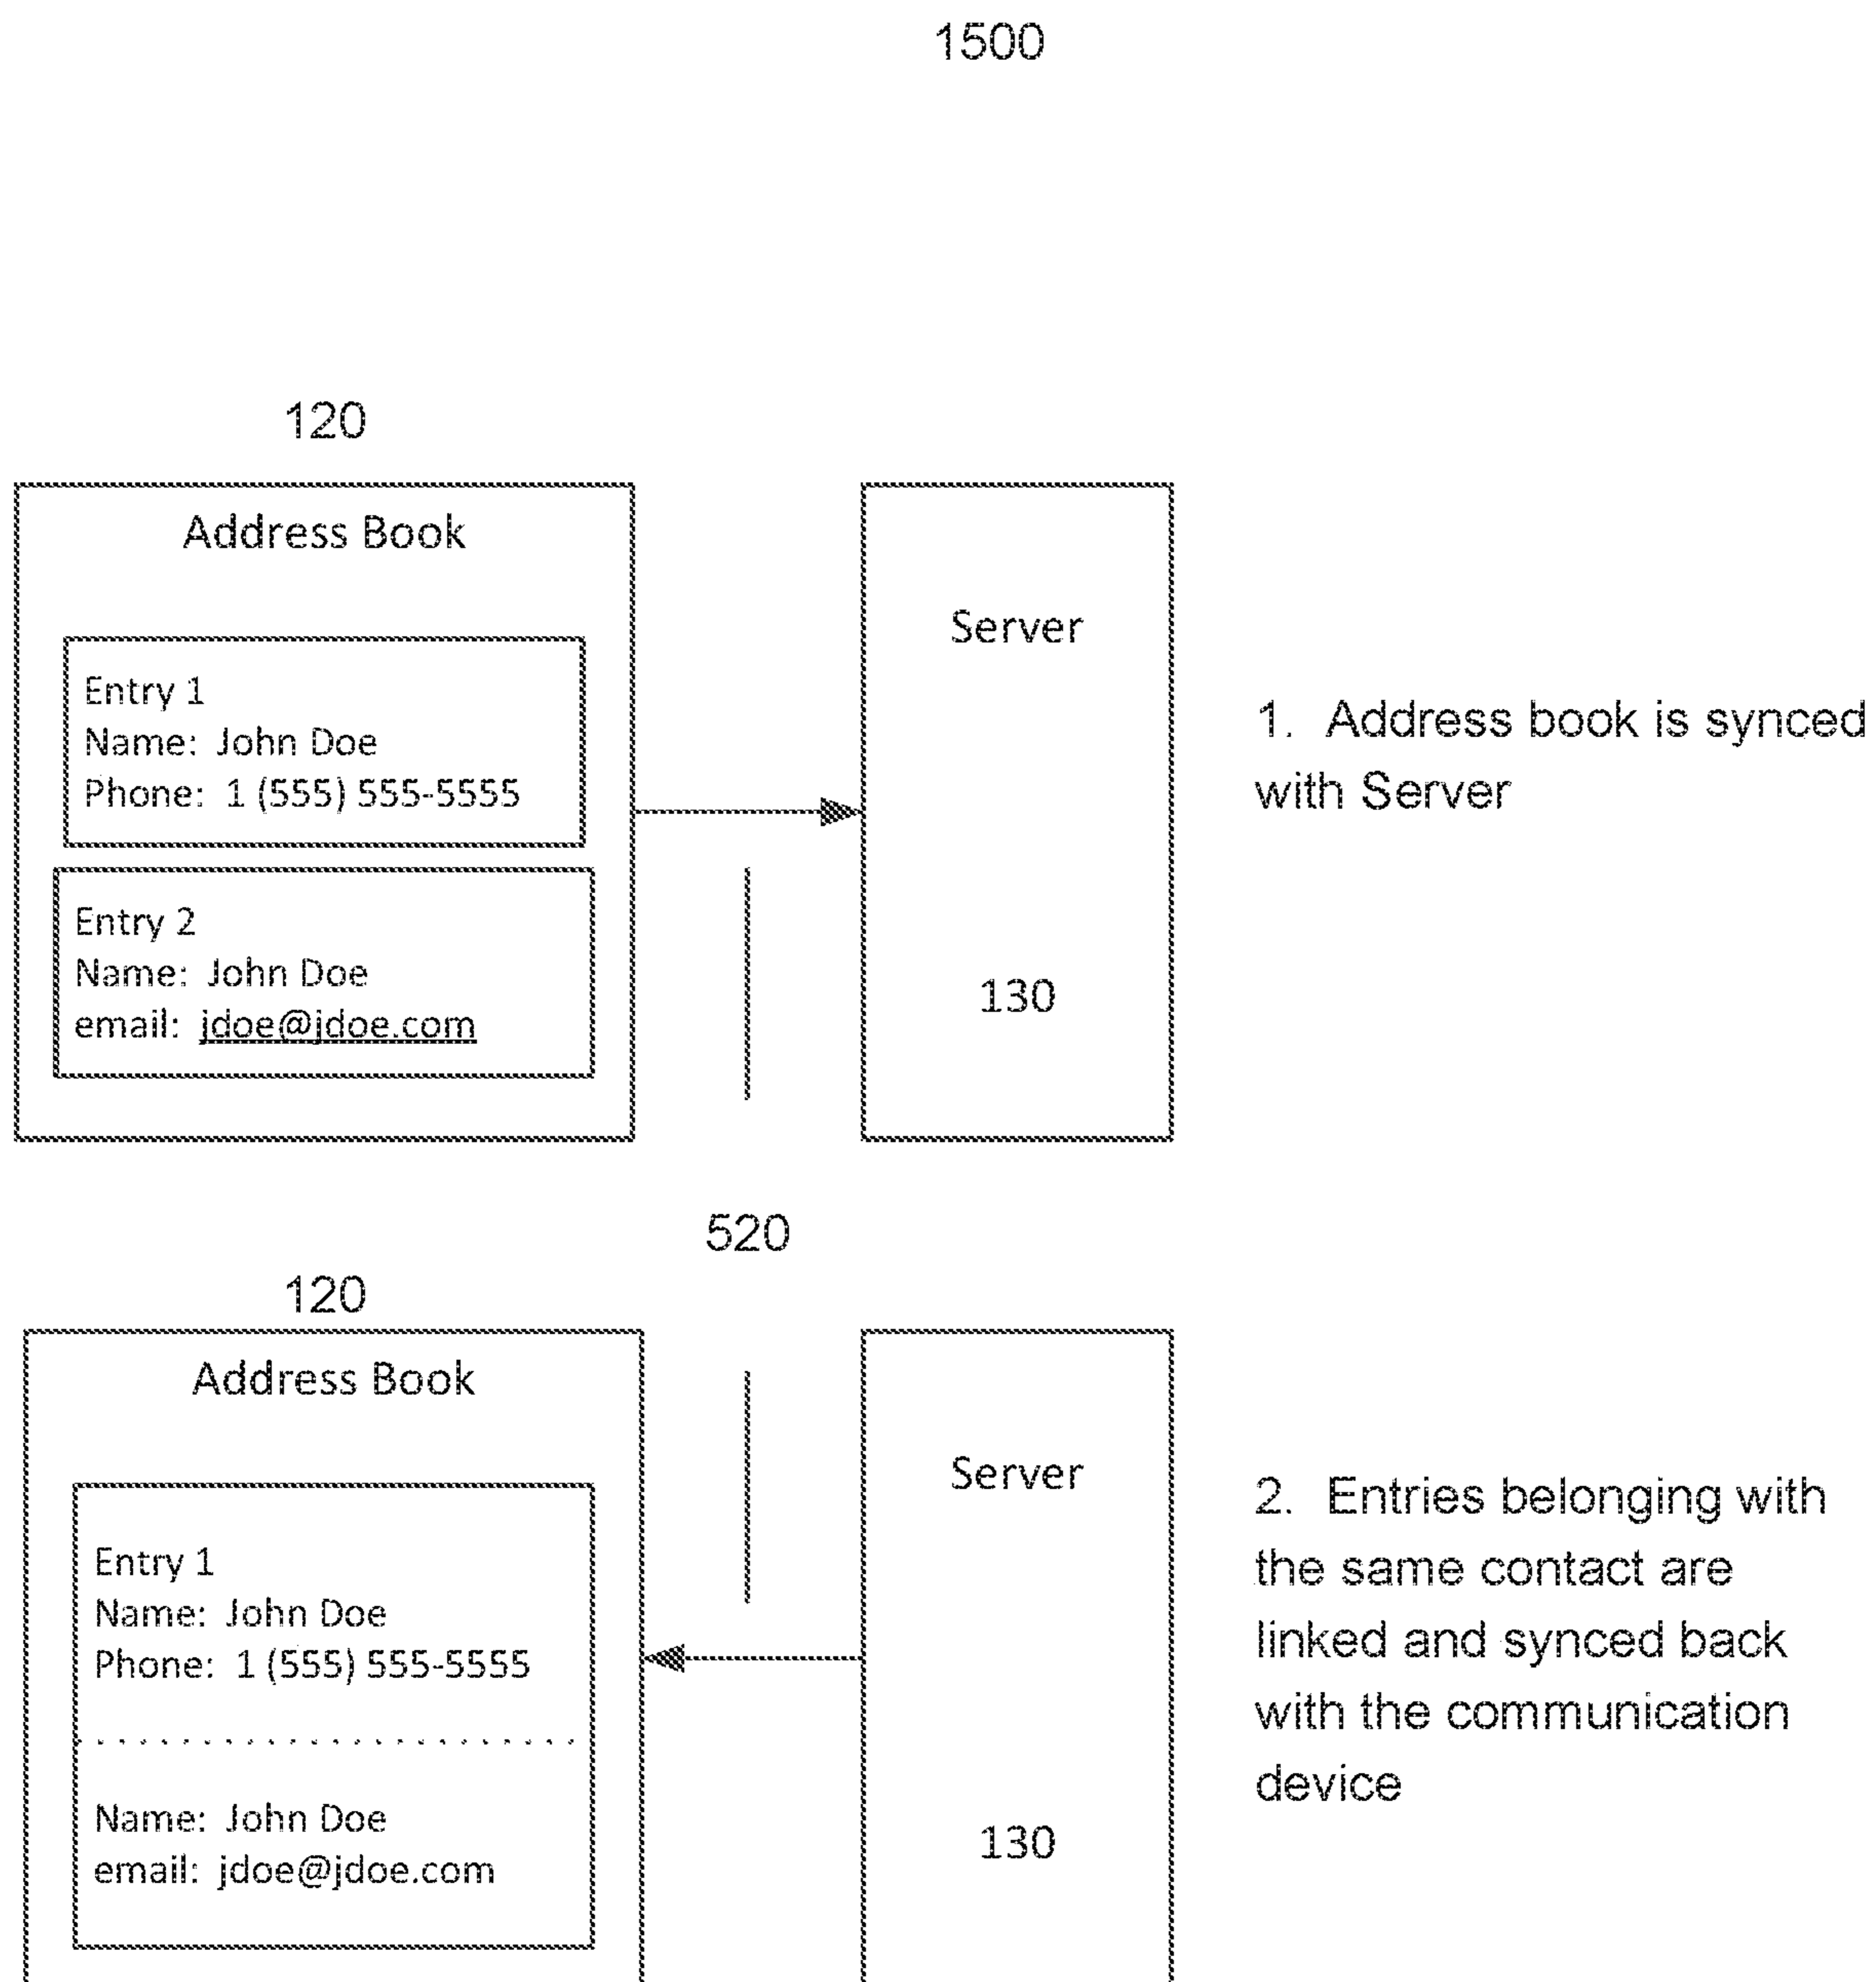 1500
120
Address Book
Entry 1
Name: John Doe
Phone: 1 (555) 555-5555
Entry 2
Name: John Doe
email: jdoe@jdoe.com
Server
130
1. Address book is synced
with Server
520
120
Address Book
Entry 1
Name: John Doe
Phone: 1 (555) 555-5555
Name: John Doe
email: jdoe@jdoe.com
Server
130
2. Entries belonging with
the same contact are
linked and synced back
with the communication
device